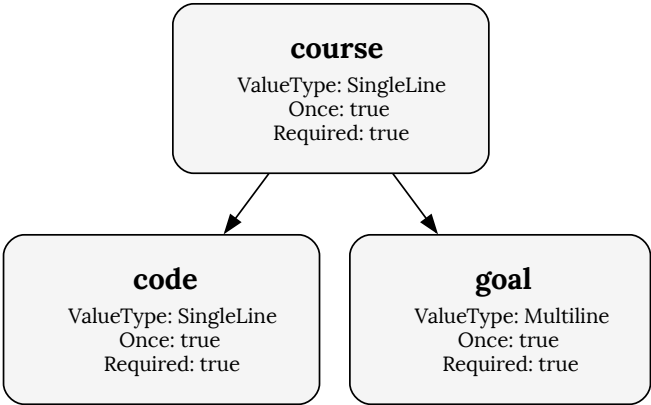 course
ValueType: SingleLine
Once: true
Required: true
code
ValueType: SingleLine
Once: true
Required: true
goal
ValueType: Multiline
Once: true
Required: true